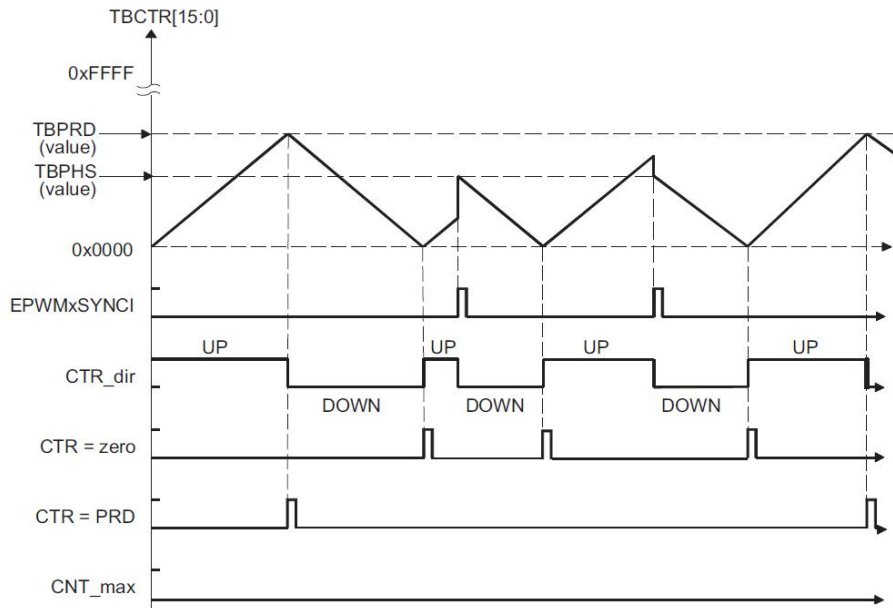 TBCTR[15:0]
0xFFFF
TBPRD
(value)
TBPHS
(value)
0x0000
EPWMxSYNCI
UP UP UP UP
CTR_dir
DOWN DOWN DOWN
CTR = zero
CTR = PRD
CNT_max